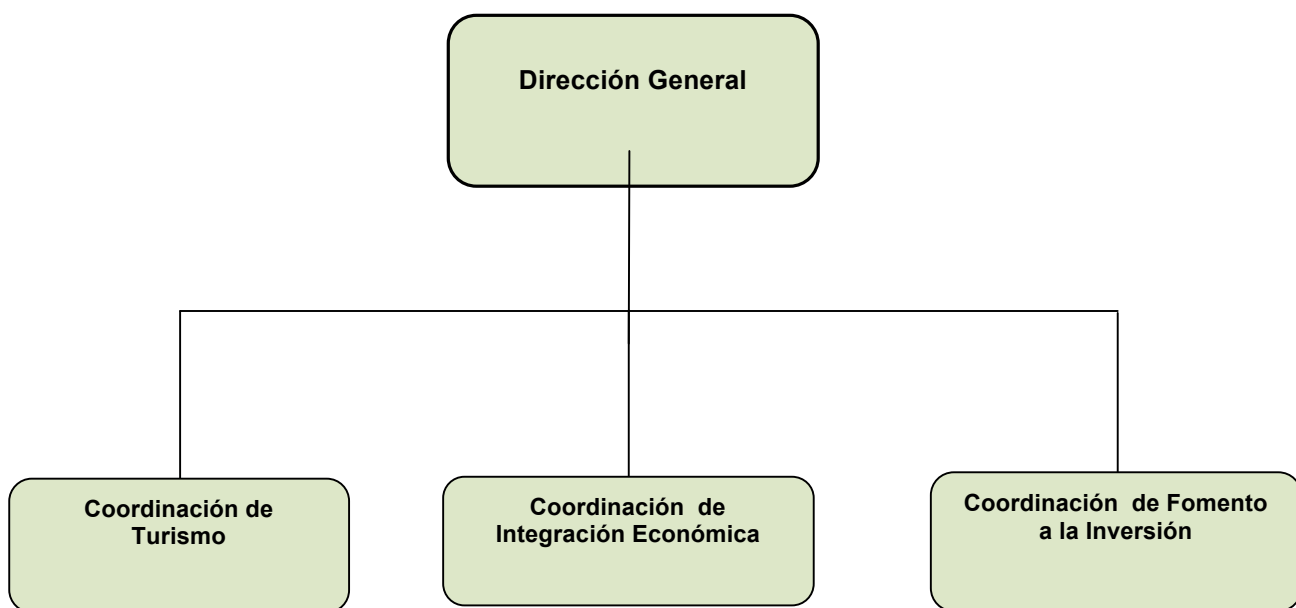 Dirección General
Coordinación de
Turismo
Coordinación  de
Integración Económica
Coordinación  de Fomento
a la Inversión